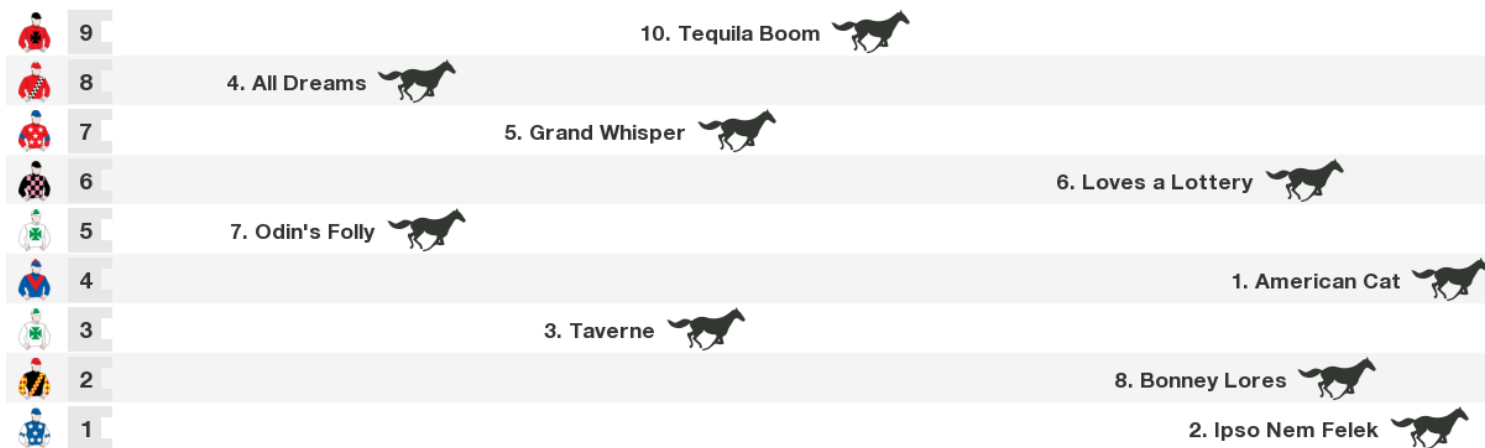 9 10. Tequila Boom
8 4. All Dreams
7 5. Grand Whisper
6 6. Loves a Lottery
5 7. Odin's Folly
4 1. American Cat
3 3. Taverne
2 8. Bonney Lores
1 2. Ipso Nem Felek